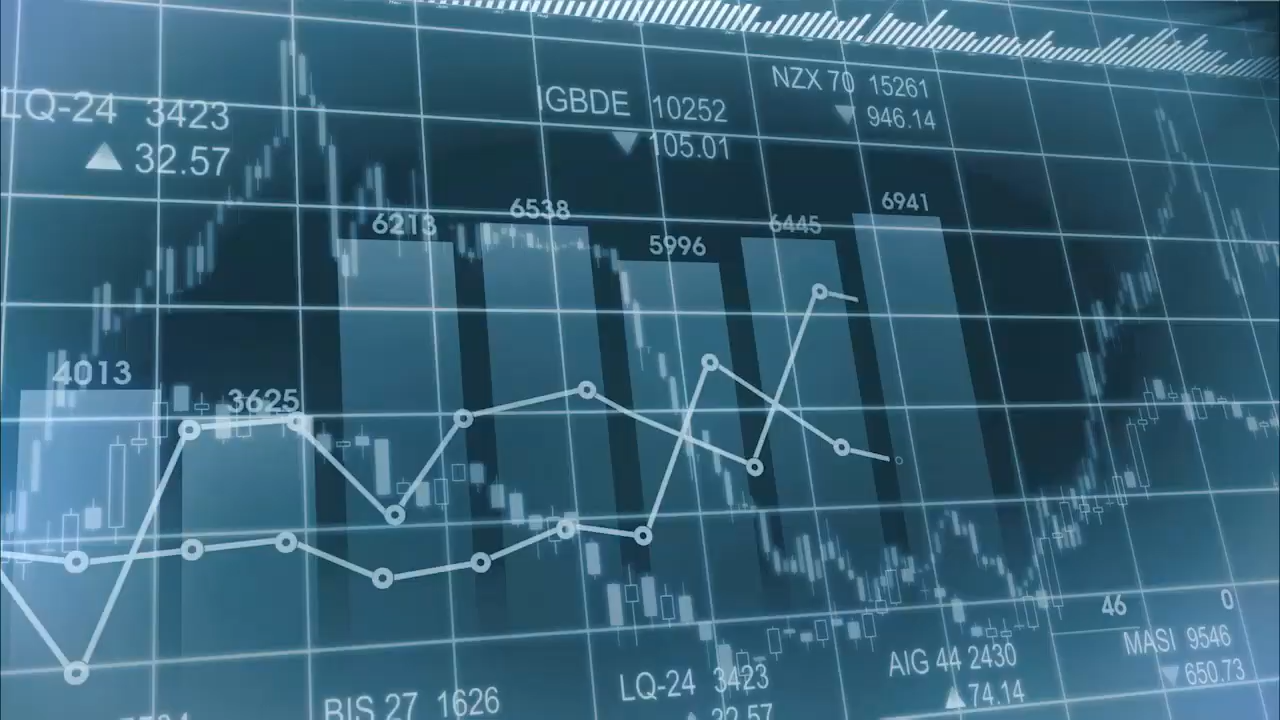 LQ-24 3423
▲ 32.57
IGBDE 10252
▼ 105.01
NZX 70 15261
▼ 946.14
4013
3625
6213
6538
5996
6445
6941
46 0
MASI 9546
▼ 650.73
AIG 44 2430
▲ 74.14
LQ-24 3423
▲ 32.57
BIS 27 1626